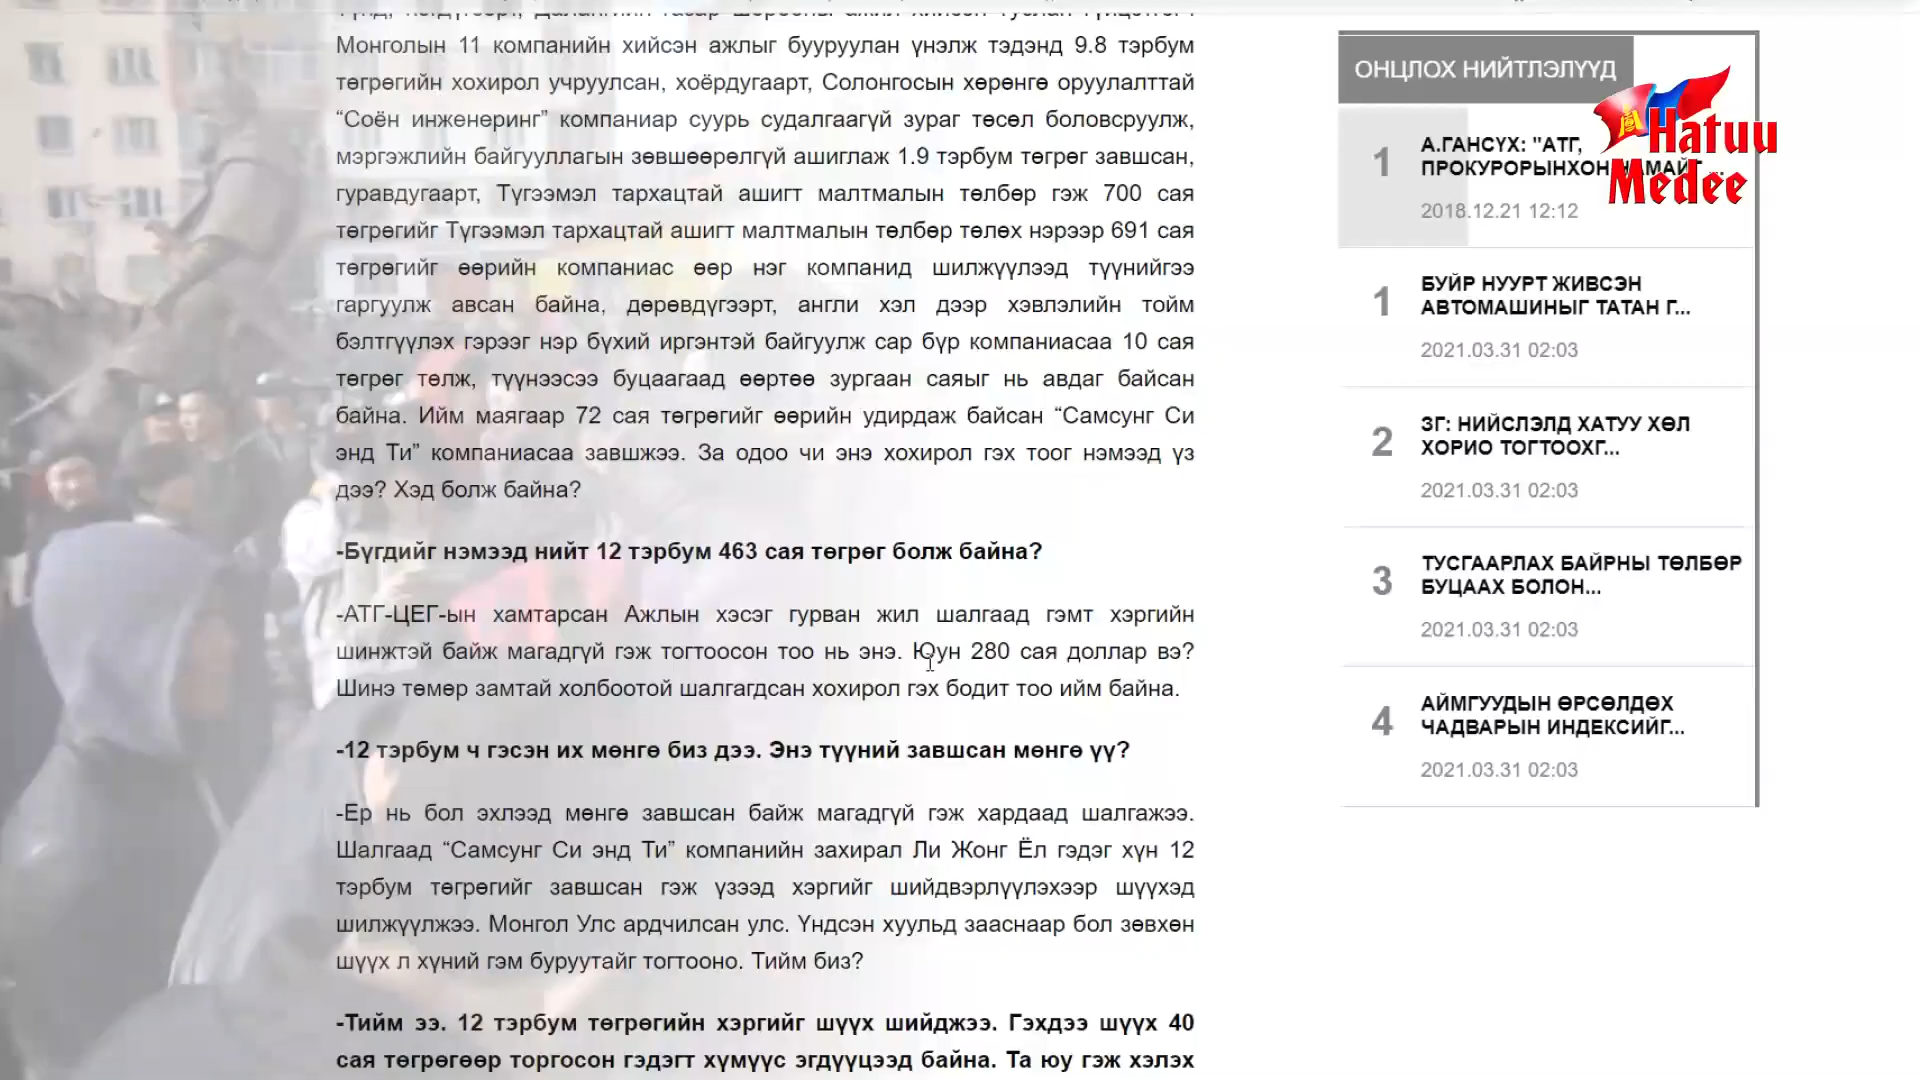 Монголын 11 компанийн хийсэн ажлыг бууруулан үнэлж тэдэнд 9.8 тэрбум
төгрөгийн хохирол учруулсан, хоёрдугаарт, Солонгосын хөрөнгө оруулалттай
“Соён инженеринг” компаниар суурь судалгаагүй зураг төсөл боловсруулж,
мэргэжлийн байгууллагын зөвшөөрөлгүй ашиглаж 1.9 тэрбум төгрөг завшсан,
гуравдугаарт, Түгээмэл тархацтай ашигт малтмалын төлбөр гэж 700 сая
төгрөгийг Түгээмэл тархацтай ашигт малтмалын төлбөр төлөх нэрээр 691 сая
төгрөгийг өөрийн компаниас өөр нэг компанид шилжүүлээд түүнийгээ
гаргуулж авсан байна, дөрөвдүгээрт, англи хэл дээр хэвлэлийн тойм
бэлтгүүлэх гэрээг нэр бүхий иргэнтэй байгуулж сар бүр компаниасаа 10 сая
төгрөг төлж, түүнээсээ буцаагаад өөртөө зургаан саяыг нь авдаг байсан
байна. Ийм маягаар 72 сая төгрөгийг өөрийн удирдаж байсан “Самсунг Си
энд Ти” компаниасаа завшжээ. За одоо чи энэ хохирол гэх тоог нэмээд үз
дээ? Хэд болж байна?
-Бүгдийг нэмээд нийт 12 тэрбум 463 сая төгрөг болж байна?
-АТГ-ЦЕГ-ын хамтарсан Ажлын хэсэг гурван жил шалгаад гэмт хэргийн
шинжтэй байж магадгүй гэж тогтоосон тоо нь энэ. Юун 280 сая доллар вэ?
Шинэ төмөр замтай холбоотой шалгагдсан хохирол гэх бодит тоо ийм байна.
-12 тэрбум ч гэсэн их мөнгө биз дээ. Энэ түүний завшсан мөнгө үү?
-Ер нь бол эхлээд мөнгө завшсан байж магадгүй гэж хардаад шалгажээ.
Шалгаад “Самсунг Си энд Ти” компанийн захирал Ли Жонг Ёл гэдэг хүн 12
тэрбум төгрөгийг завшсан гэж үзээд хэргийг шийдвэрлүүлэхээр шүүхэд
шилжүүлжээ. Монгол Улс ардчилсан улс. Үндсэн хуульд зааснаар бол зөвхөн
шүүх л хүний гэм буруутайг тогтооно. Тийм биз?
-Тийм ээ. 12 тэрбум төгрөгийн хэргийг шүүх шийджээ. Гэхдээ шүүх 40
сая төгрөгөөр торгосон гэдэгт хүмүүс эгдүүцээд байна. Та юу гэж хэлэх
ОНЦЛОХ НИЙТЛЭЛҮҮД
Hatuu
Medee
1
А.ГАНСҮХ: "АТГ,
ПРОКУРОРЫНХОН НАМАЙГ ...
2018.12.21 12:12
1
БУЙР НУУРТ ЖИВСЭН
АВТОМАШИНЫГ ТАТАН Г...
2021.03.31 02:03
2
ЗГ: НИЙСЛЭЛД ХАТУУ ХӨЛ
ХОРИО ТОГТООХГ...
2021.03.31 02:03
3
ТУСГААРЛАХ БАЙРНЫ ТӨЛБӨР
БУЦААХ БОЛОН...
2021.03.31 02:03
4
АЙМГУУДЫН ӨРСӨЛДӨХ
ЧАДВАРЫН ИНДЕКСИЙГ...
2021.03.31 02:03